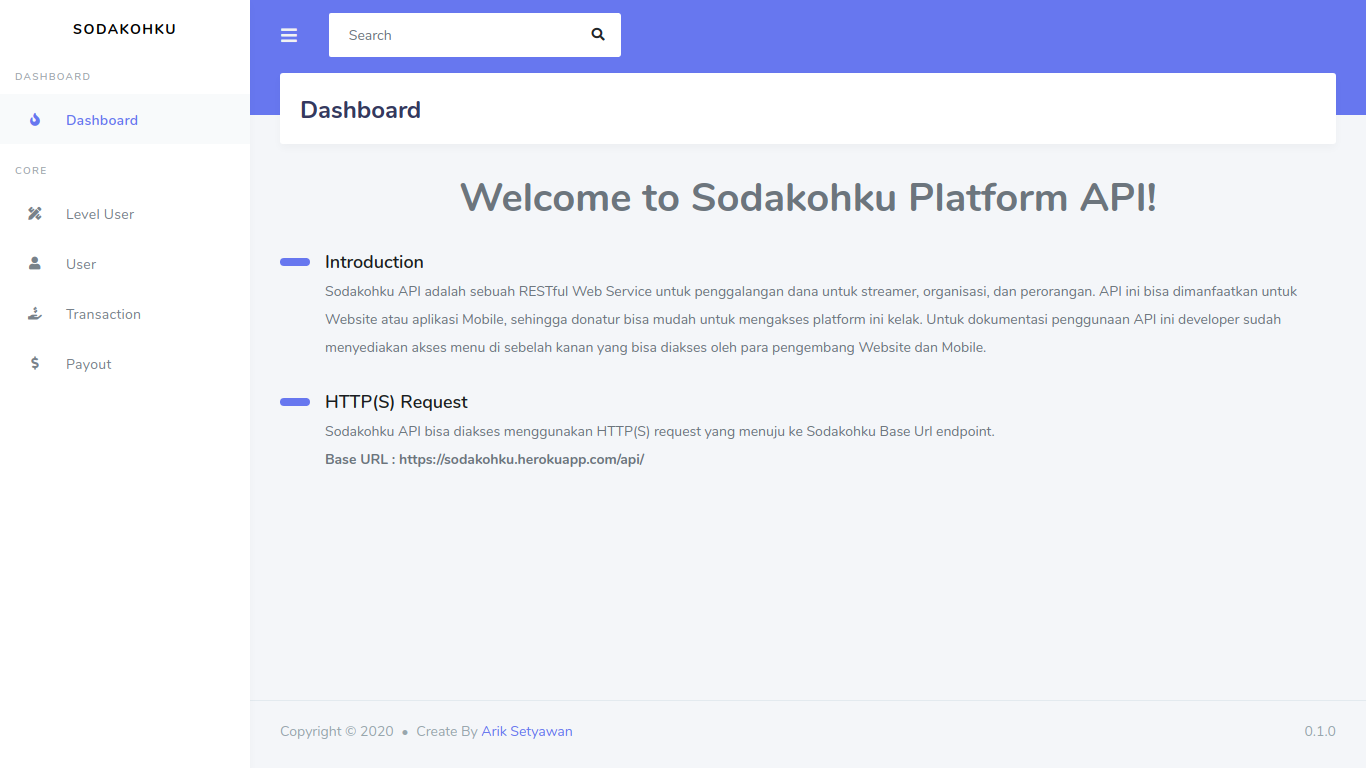 SODAKOHKU
DASHBOARD
Dashboard
CORE
Level User
User
Transaction
Payout
Search
Dashboard
Welcome to Sodakohku Platform API!
Introduction
Sodakohku API adalah sebuah RESTful Web Service untuk penggalangan dana untuk streamer, organisasi, dan perorangan. API ini bisa dimanfaatkan untuk
Website atau aplikasi Mobile, sehingga donatur bisa mudah untuk mengakses platform ini kelak. Untuk dokumentasi penggunaan API ini developer sudah
menyediakan akses menu di sebelah kanan yang bisa diakses oleh para pengembang Website dan Mobile.
HTTP(S) Request
Sodakohku API bisa diakses menggunakan HTTP(S) request yang menuju ke Sodakohku Base Url endpoint.
Base URL : https://sodakohku.herokuapp.com/api/
Copyright © 2020 • Create By Arik Setyawan
0.1.0